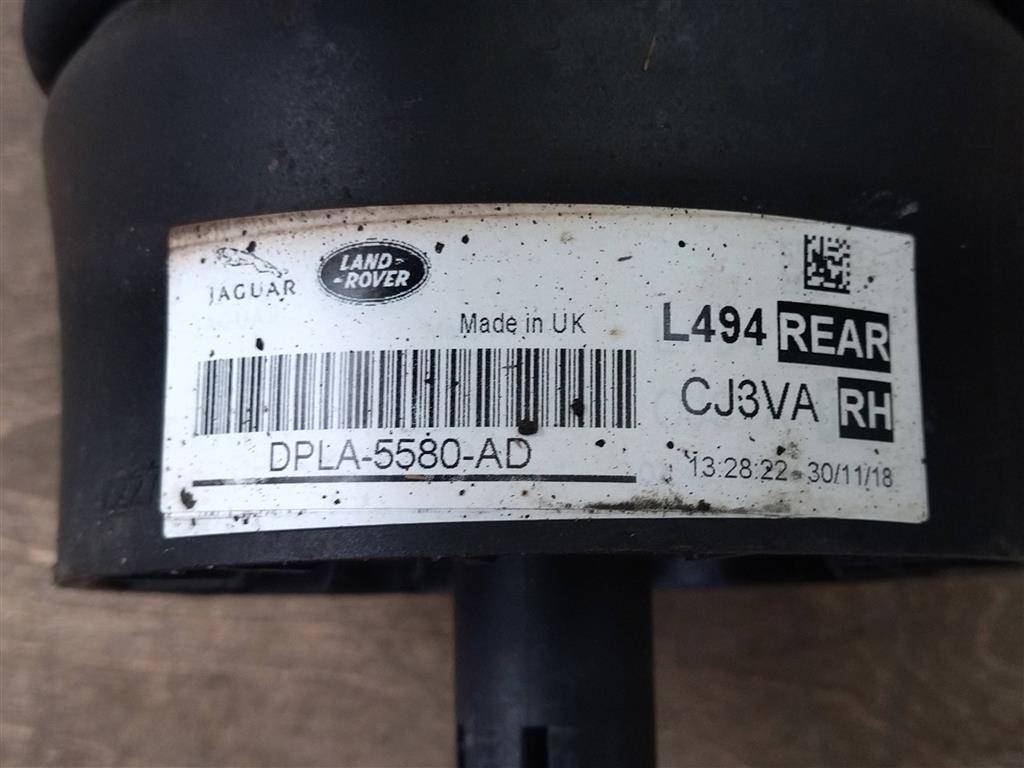 JAGUAR
LAND-
-ROVER
Made in UK
L494 REAR
CJ3VA RH
DPLA-5580-AD
13:28:22 30/11/18